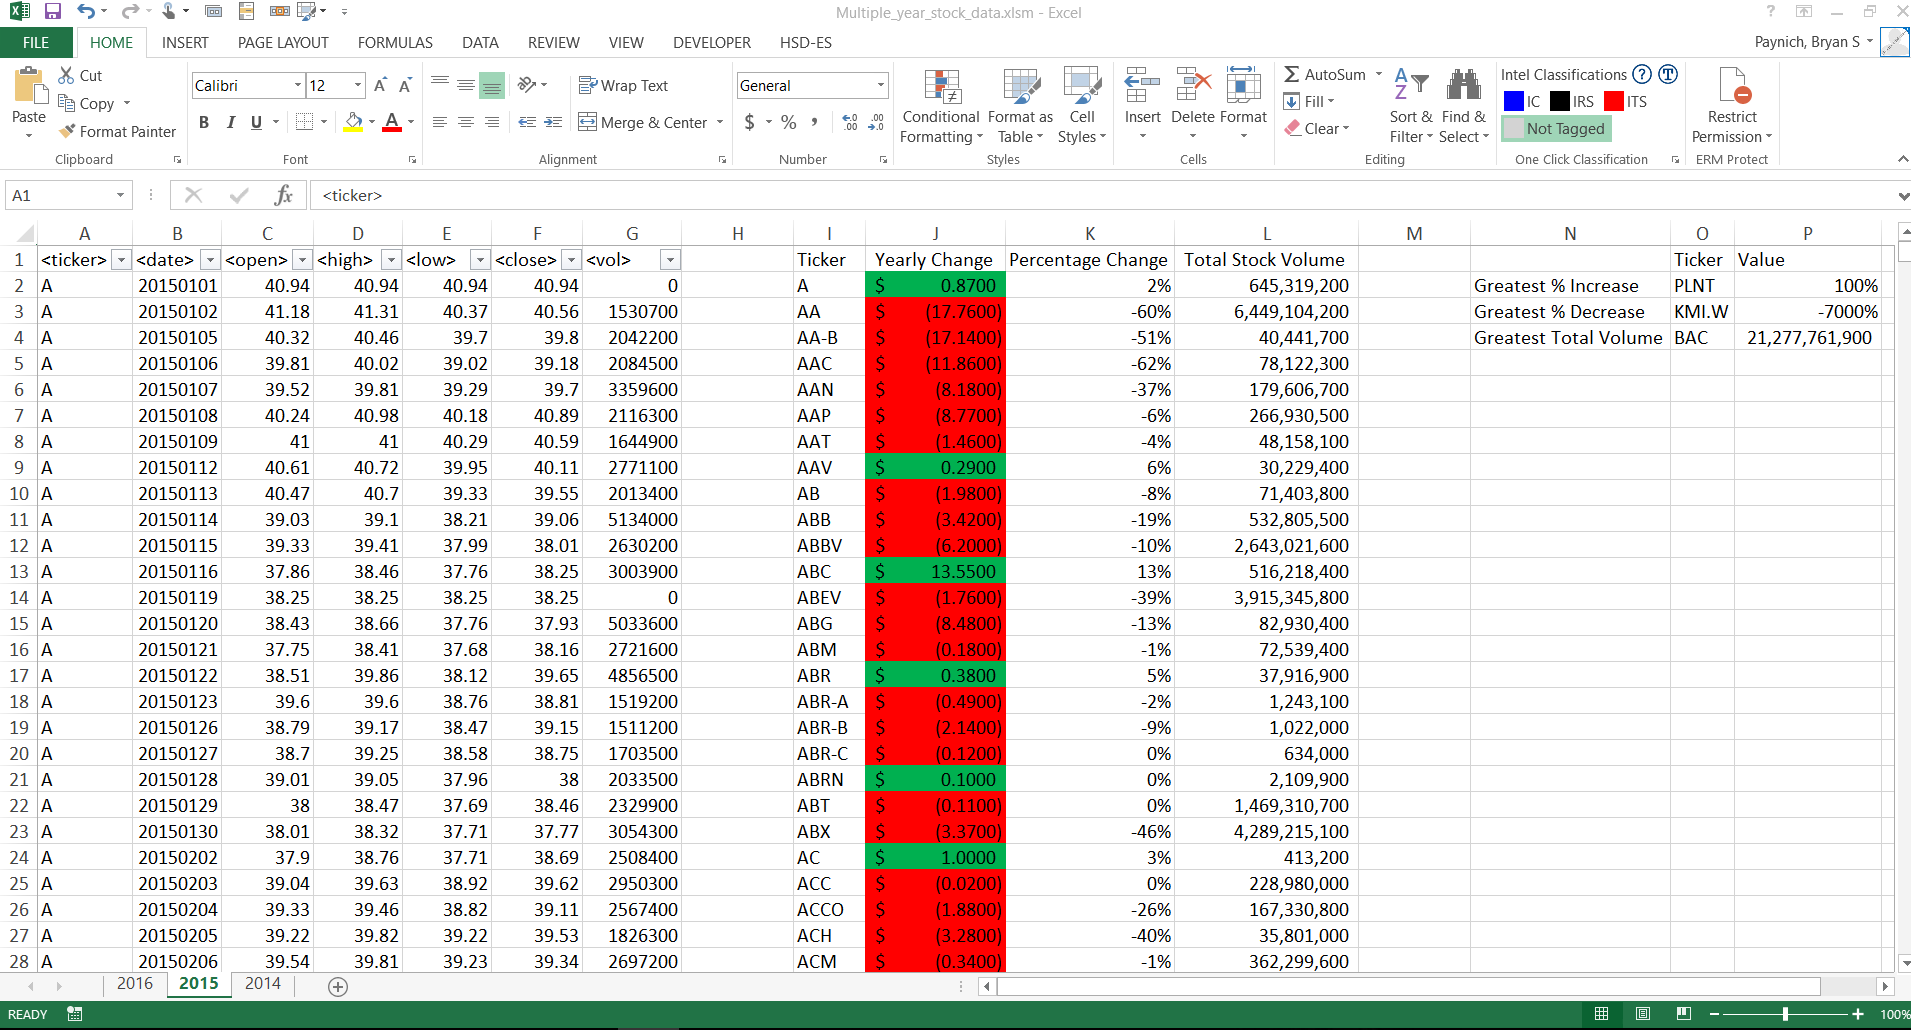 Multiple_year_stock_data.xlsm - Excel
FILE HOME INSERT PAGE LAYOUT FORMULAS DATA REVIEW VIEW DEVELOPER HSD-ES Paynich, Bryan S
Paste Cut Copy Format Painter Clipboard
Calibri 12 B I U A A Font
Wrap Text Merge & Center Alignment
General $ % , Number
Conditional Formatting Format as Table Cell Styles Styles
Insert Delete Format Cells
AutoSum Fill Clear Sort & Filter Find & Select Editing
Intel Classifications IC IRS ITS Not Tagged One Click Classification
Restrict Permission ERM Protect
A1 fx <ticker>
A B C D E F G H I J K L M N O P
1 <ticker> <date> <open> <high> <low> <close> <vol> Ticker Yearly Change Percentage Change Total Stock Volume Ticker Value
2 A 20150101 40.94 40.94 40.94 40.94 0 A $ 0.8700 2% 645,319,200 Greatest % Increase PLNT 100%
3 A 20150102 41.18 41.31 40.37 40.56 1530700 AA $ (17.7600) -60% 6,449,104,200 Greatest % Decrease KMI.W -7000%
4 A 20150105 40.32 40.46 39.7 39.8 2042200 AA-B $ (17.1400) -51% 40,441,700 Greatest Total Volume BAC 21,277,761,900
5 A 20150106 39.81 40.02 39.02 39.18 2084500 AAC $ (11.8600) -62% 78,122,300
6 A 20150107 39.52 39.81 39.29 39.7 3359600 AAN $ (8.1800) -37% 179,606,700
7 A 20150108 40.24 40.98 40.18 40.89 2116300 AAP $ (8.7700) -6% 266,930,500
8 A 20150109 41 41 40.29 40.59 1644900 AAT $ (1.4600) -4% 48,158,100
9 A 20150112 40.61 40.72 39.95 40.11 2771100 AAV $ 0.2900 6% 30,229,400
10 A 20150113 40.47 40.7 39.33 39.55 2013400 AB $ (1.9800) -8% 71,403,800
11 A 20150114 39.03 39.1 38.21 39.06 5134000 ABB $ (3.4200) -19% 532,805,500
12 A 20150115 39.33 39.41 37.99 38.01 2630200 ABBV $ (6.2000) -10% 2,643,021,600
13 A 20150116 37.86 38.46 37.76 38.25 3003900 ABC $ 13.5500 13% 516,218,400
14 A 20150119 38.25 38.25 38.25 38.25 0 ABEV $ (1.7600) -39% 3,915,345,800
15 A 20150120 38.43 38.66 37.76 37.93 5033600 ABG $ (8.4800) -13% 82,930,400
16 A 20150121 37.75 38.41 37.68 38.16 2721600 ABM $ (0.1800) -1% 72,539,400
17 A 20150122 38.51 39.86 38.12 39.65 4856500 ABR $ 0.3800 5% 37,916,900
18 A 20150123 39.6 39.6 38.76 38.81 1519200 ABR-A $ (0.4900) -2% 1,243,100
19 A 20150126 38.79 39.17 38.47 39.15 1511200 ABR-B $ (2.1400) -9% 1,022,000
20 A 20150127 38.7 39.25 38.58 38.75 1703500 ABR-C $ (0.1200) 0% 634,000
21 A 20150128 39.01 39.05 37.96 38 2033500 ABRN $ 0.1000 0% 2,109,900
22 A 20150129 38 38.47 37.69 38.46 2329900 ABT $ (0.1100) 0% 1,469,310,700
23 A 20150130 38.01 38.32 37.71 37.77 3054300 ABX $ (3.3700) -46% 4,289,215,100
24 A 20150202 37.9 38.76 37.71 38.69 2508400 AC $ 1.0000 3% 413,200
25 A 20150203 39.04 39.63 38.92 39.62 2950300 ACC $ (0.0200) 0% 228,980,000
26 A 20150204 39.33 39.46 38.82 39.11 2567400 ACCO $ (1.8800) -26% 167,330,800
27 A 20150205 39.22 39.82 39.22 39.53 1826300 ACH $ (3.2800) -40% 35,801,000
28 A 20150206 39.54 39.81 39.23 39.34 2697200 ACM $ (0.3400) -1% 362,299,600
2016 2015 2014
READY 100%